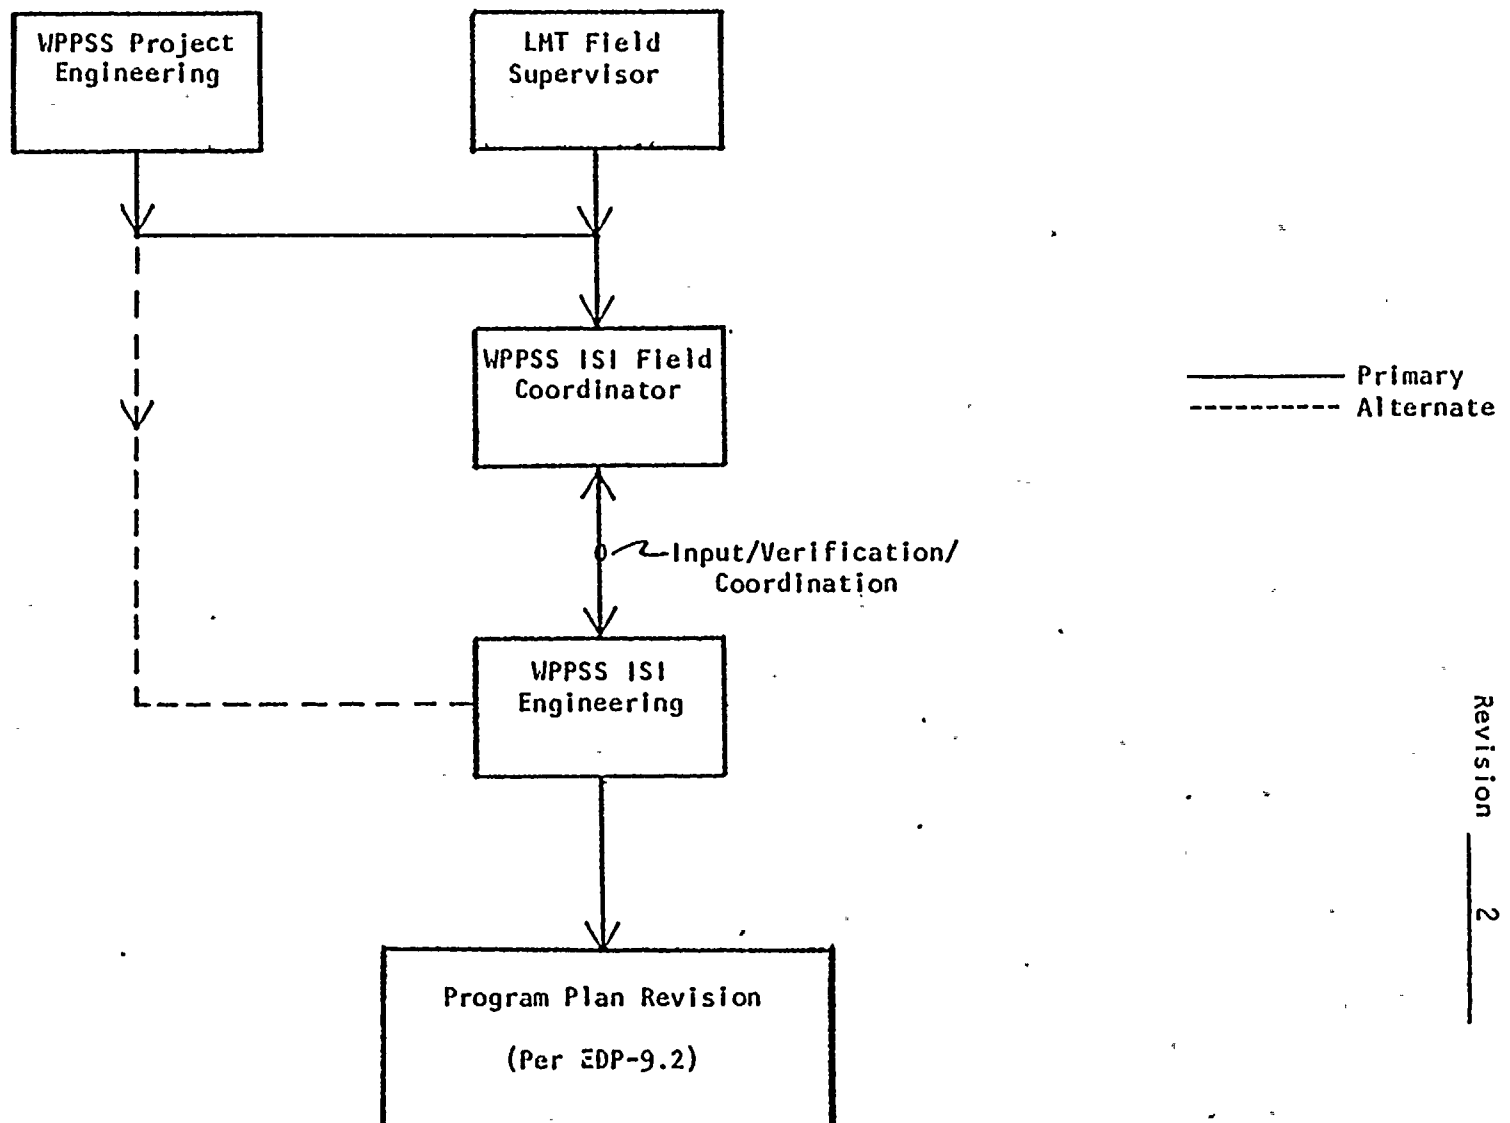 WPPSS Project
Engineering
LMT Field
Supervisor
WPPSS ISI Field
Coordinator
Primary
Alternate
Input/Verification/
Coordination
WPPSS ISI
Engineering
Revision 2
Program Plan Revision
(Per EDP-9.2)